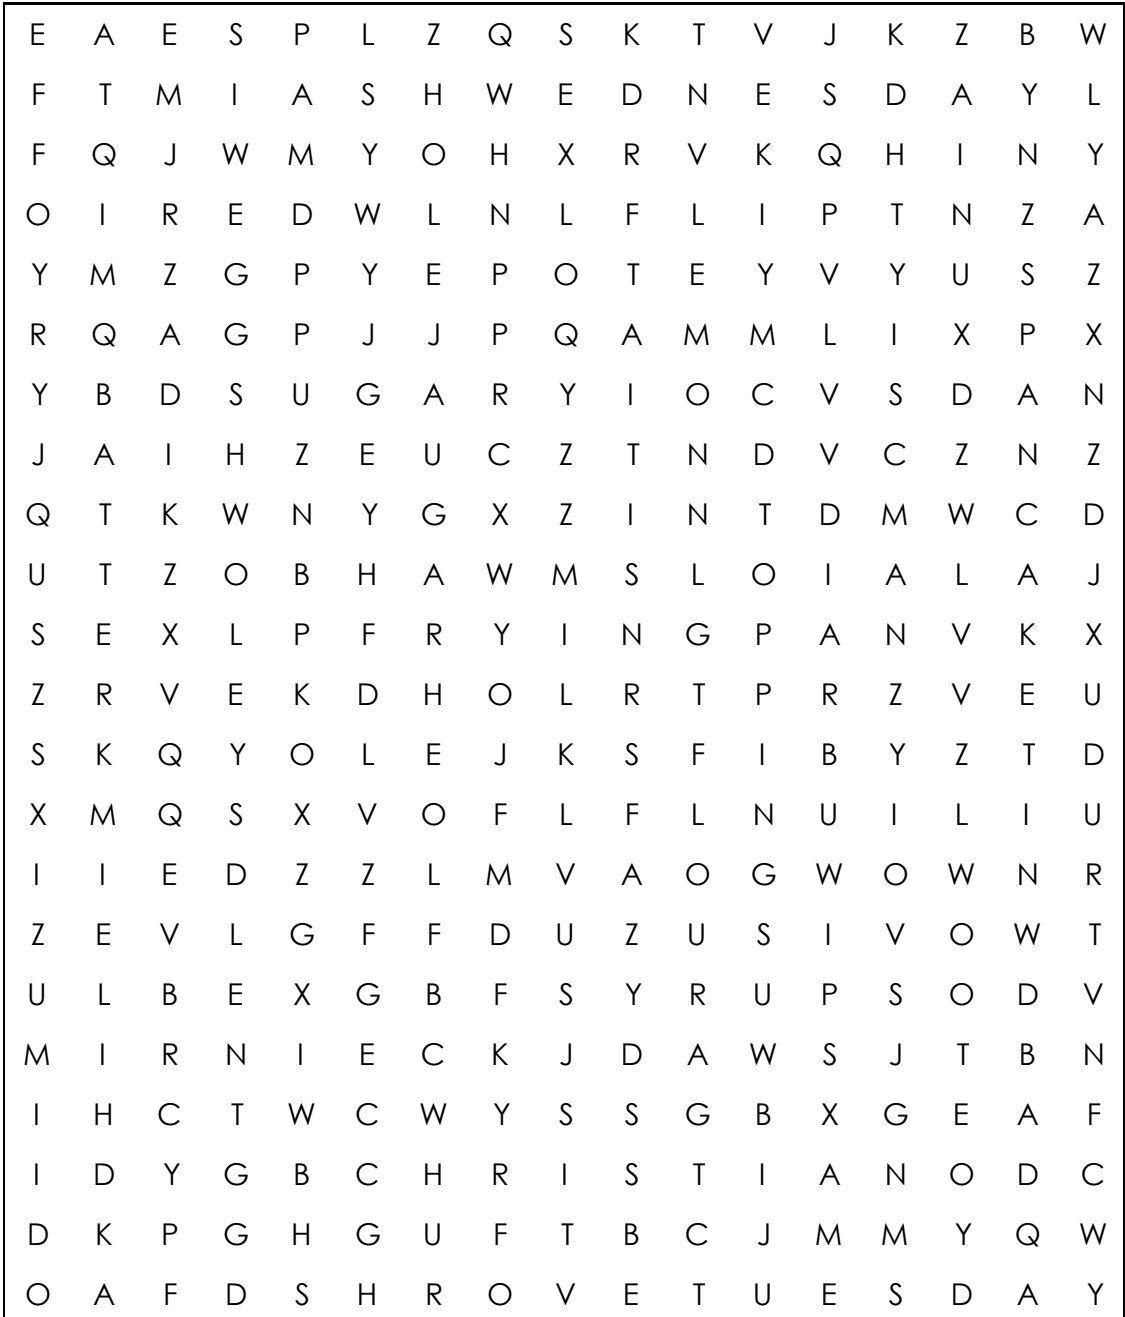 E A E S P L Z Q S K T V J K Z B W
F T M I A S H W E D N E S D A Y L
F Q J W M Y O H X R V K Q H I N Y
O I R E D W L N L F L I P T N Z A
Y M Z G P Y E P O T E Y V Y U S Z
R Q A G P J J P Q A M M L I X P X
Y B D S U G A R Y I O C V S D A N
J A I H Z E U C Z T N D V C Z N Z
Q T K W N Y G X Z I N T D M W C D
U T Z O B H A W M S L O I A L A J
S E X L P F R Y I N G P A N V K X
Z R V E K D H O L R T P R Z V E U
S K Q Y O L E J K S F I B Y Z T D
X M Q S X V O F L F L N U I L I U
I I E D Z Z L M V A O G W O W N R
Z E V L G F F D U Z U S I V O W T
U L B E X G B F S Y R U P S O D V
M I R N I E C K J D A W S J T B N
I H C T W C W Y S S G B X G E A F
I D Y G B C H R I S T I A N O D C
D K P G H G U F T B C J M M Y Q W
O A F D S H R O V E T U E S D A Y